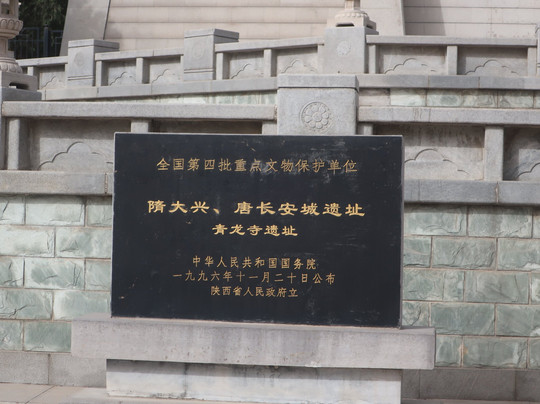 全国第四批重点文物保护单位
隋大兴、唐长安城遗址
青龙寺遗址
中华人民共和国国务院
一九九六年十一月二十日公布
陕西省人民政府立